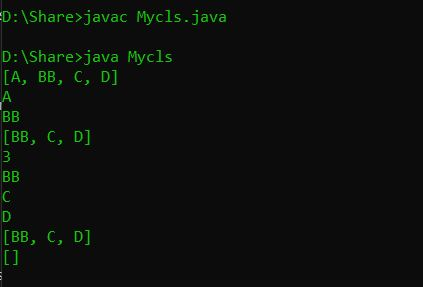 D:\Share>javac Mycls.java
D:\Share>java Mycls
[A, BB, C, D]
A
BB
[BB, C, D]
3
BB
C
D
[BB, C, D]
[]